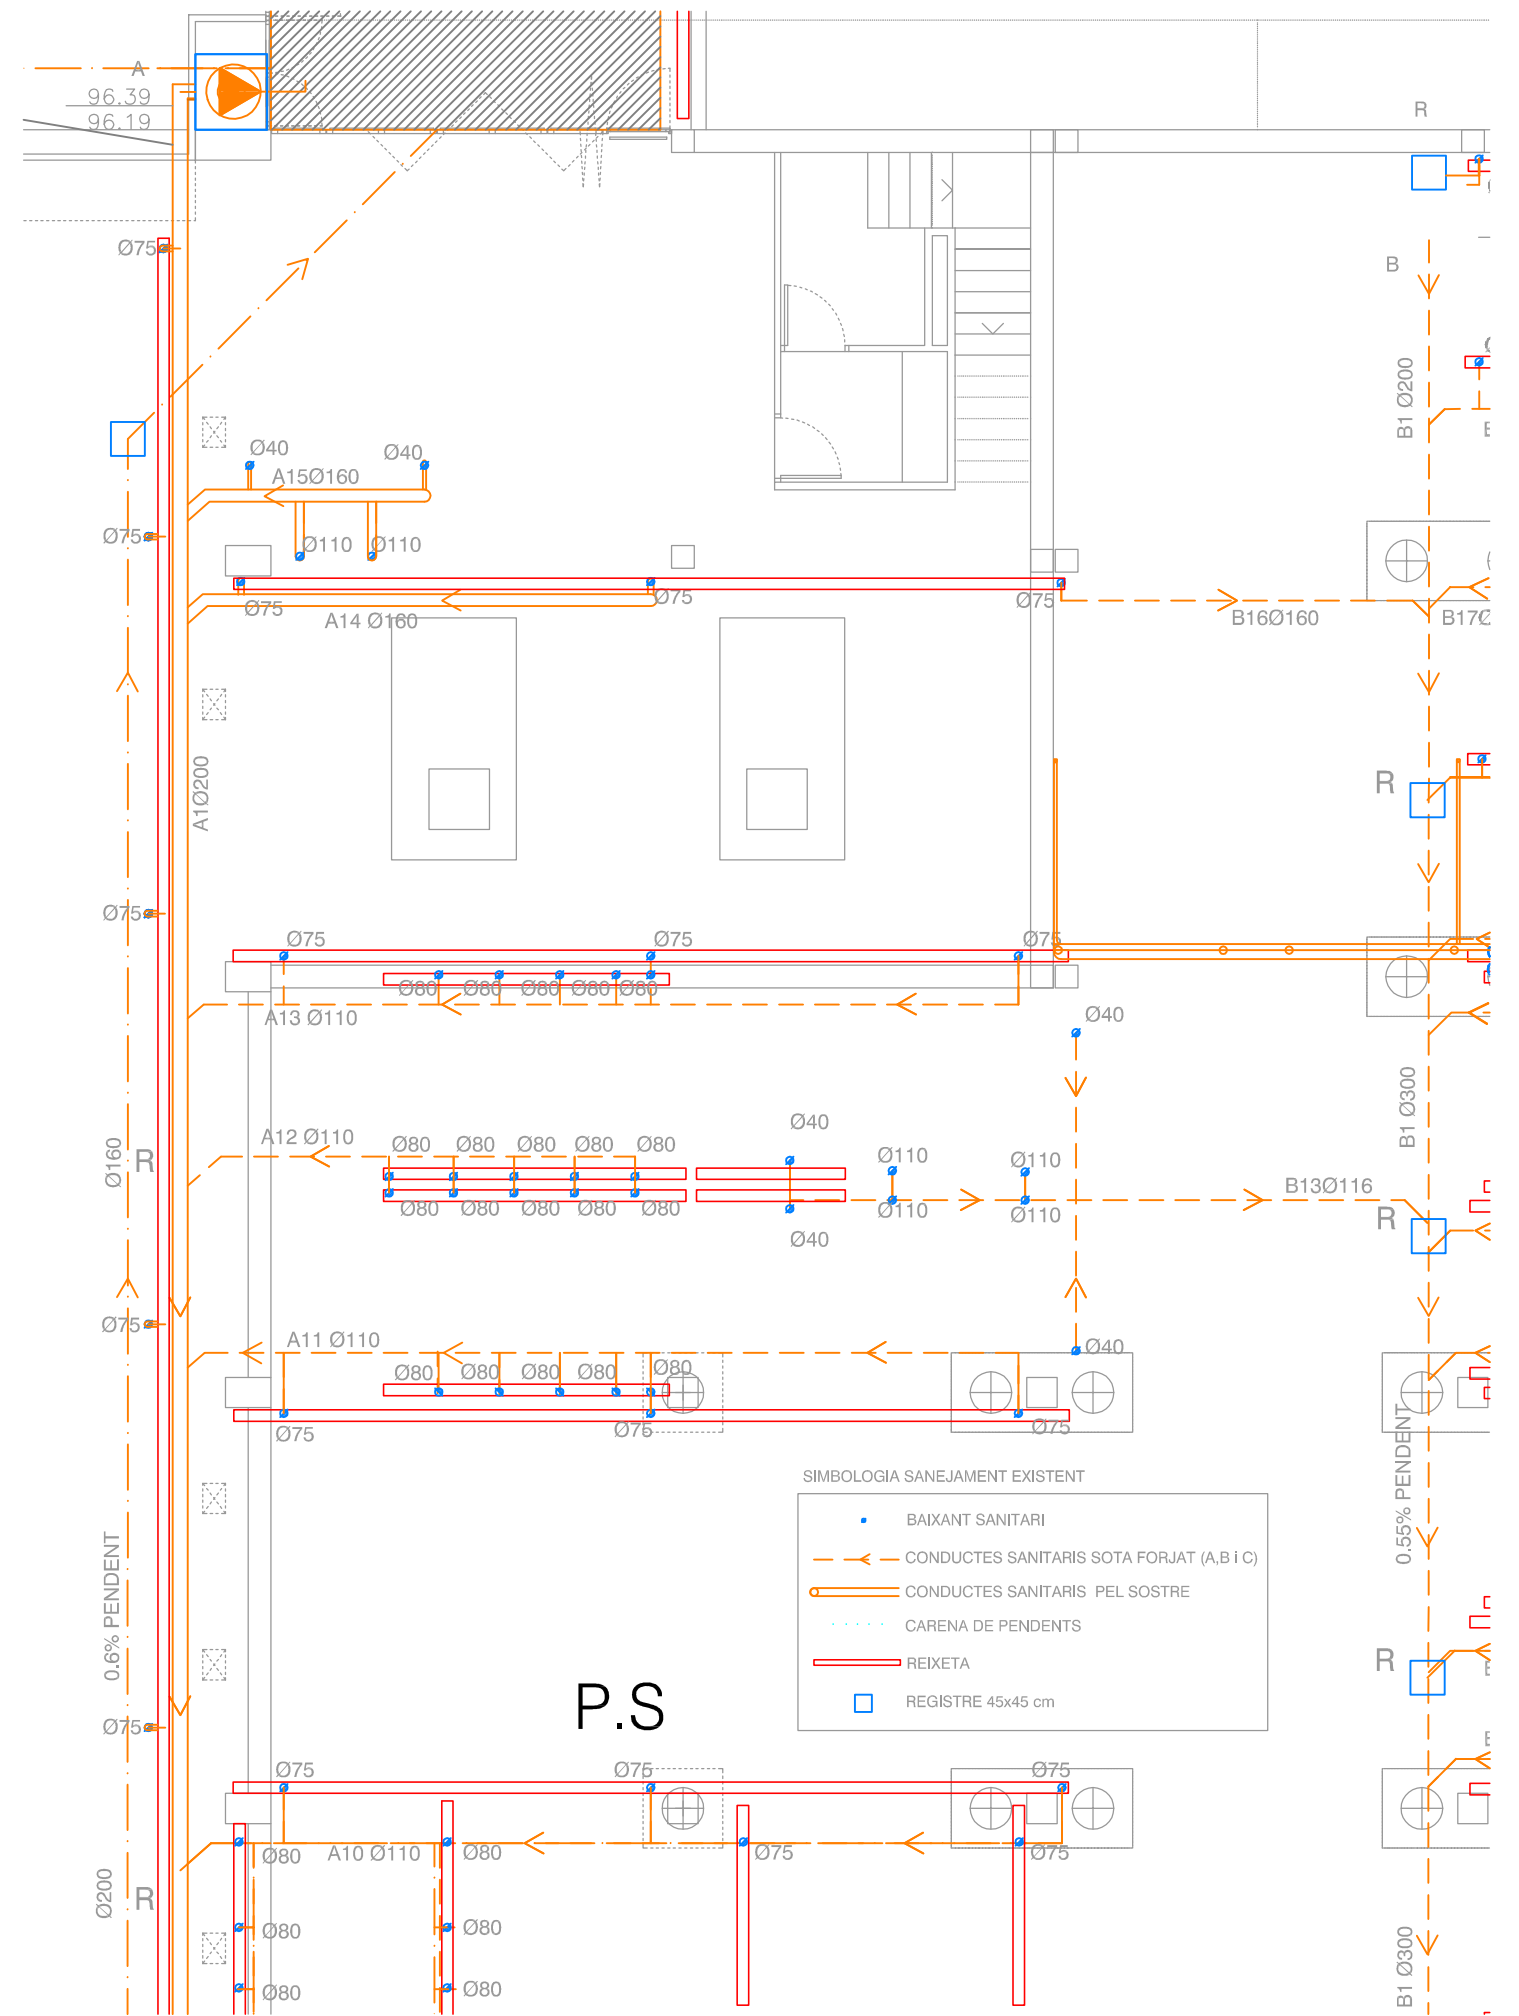 A
96.39
96.19
R
Ø75
B
B1 Ø200
Ø40
Ø40
A15Ø160
Ø75
Ø110
Ø110
Ø75
Ø75
Ø75
A14 Ø160
B16Ø160
A1Ø200
R
Ø75
Ø75
Ø75
Ø75
Ø80
Ø80
Ø80
Ø80
A13 Ø110
Ø40
B1 Ø300
Ø160
R
A12 Ø110
Ø80
Ø80
Ø80
Ø80
Ø80
Ø40
Ø110
Ø110
B13Ø116
Ø80
Ø80
Ø80
Ø80
Ø80
Ø110
Ø110
R
Ø40
Ø75
A11 Ø110
Ø40
Ø80
Ø80
Ø80
Ø80
Ø80
Ø75
Ø75
Ø75
0.55% PENDENT
SIMBOLOGIA SANEJAMENT EXISTENT
BAIXANT SANITARI
CONDUCTES SANITARIS SOTA FORJAT (A,B i C)
CONDUCTES SANITARIS PEL SOSTRE
CARENA DE PENDENTS
REIXETA
REGISTRE 45x45 cm
0.6% PENDENT
R
P.S
Ø75
Ø75
Ø75
Ø75
Ø80
A10 Ø110
Ø80
Ø75
Ø75
Ø200
R
Ø80
Ø80
B1 Ø300
Ø80
Ø80